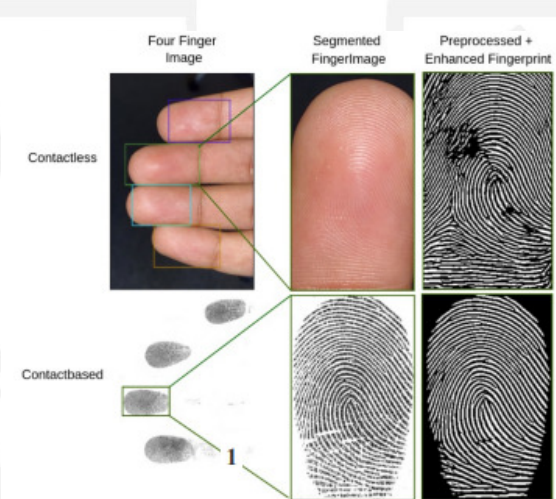 Four Finger
Image
Segmented
FingerImage
Preprocessed +
Enhanced Fingerprint
Contactless
Contactbased
1